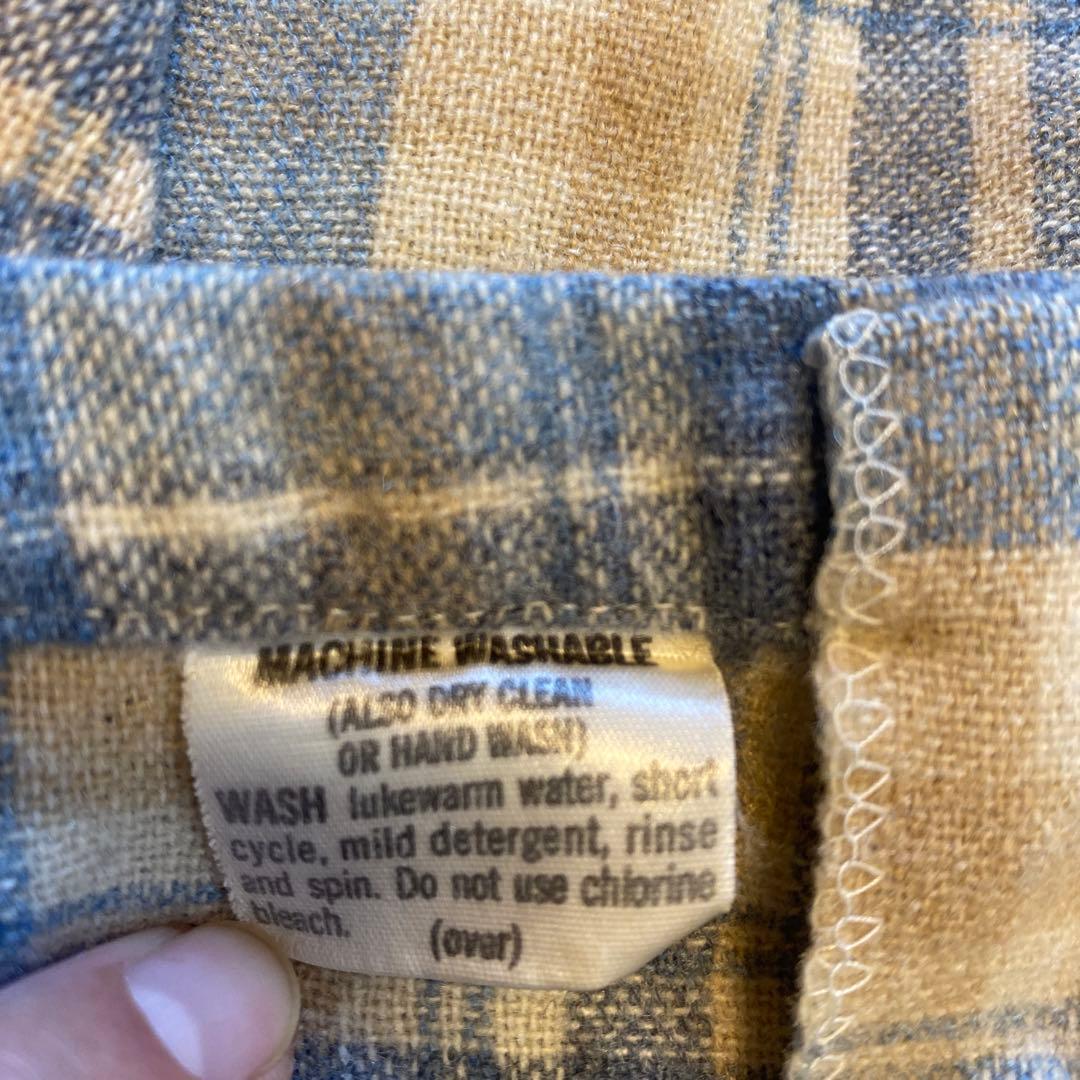 MACHINE WASHABLE
(ALSO DRY CLEAN
OR HAND WASH)
WASH lukewarm water, short
cycle, mild detergent, rinse
and spin. Do not use chlorine
bleach. (over)